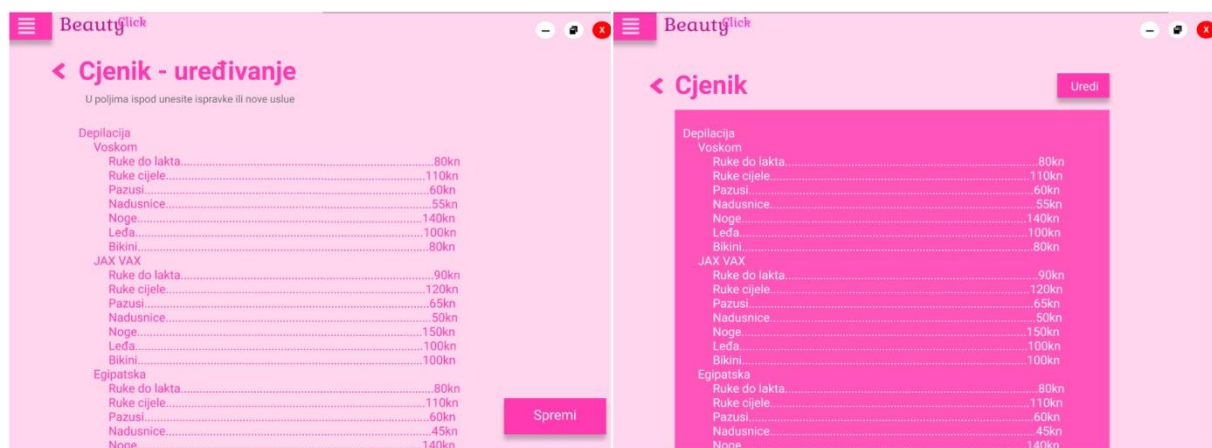 BeautyClick
X
Cjenik - uređivanje
U poljima ispod unesite ispravke ili nove uslue
Depilacija
Voskom
Ruke do lakta........................80kn
Ruke cijele........................110kn
Pazusi........................60kn
Nadusnice........................55kn
Noge........................140kn
Leđa........................100kn
Bikini........................80kn
JAX VAX
Ruke do lakta........................90kn
Ruke cijele........................120kn
Pazusi........................65kn
Nadusnice........................50kn
Noge........................150kn
Leđa........................100kn
Bikini........................100kn
Egipatska
Ruke do lakta........................80kn
Ruke cijele........................110kn
Pazusi........................60kn
Nadusnice........................45kn
Noge........................140kn
Spremi
BeautyClick
X
Cjenik
Uredi
Depilacija
Voskom
Ruke do lakta........................80kn
Ruke cijele........................110kn
Pazusi........................60kn
Nadusnice........................55kn
Noge........................140kn
Leđa........................100kn
Bikini........................80kn
JAX VAX
Ruke do lakta........................90kn
Ruke cijele........................120kn
Pazusi........................65kn
Nadusnice........................50kn
Noge........................150kn
Leđa........................100kn
Bikini........................100kn
Egipatska
Ruke do lakta........................80kn
Ruke cijele........................110kn
Pazusi........................60kn
Nadusnice........................45kn
Noge........................140kn